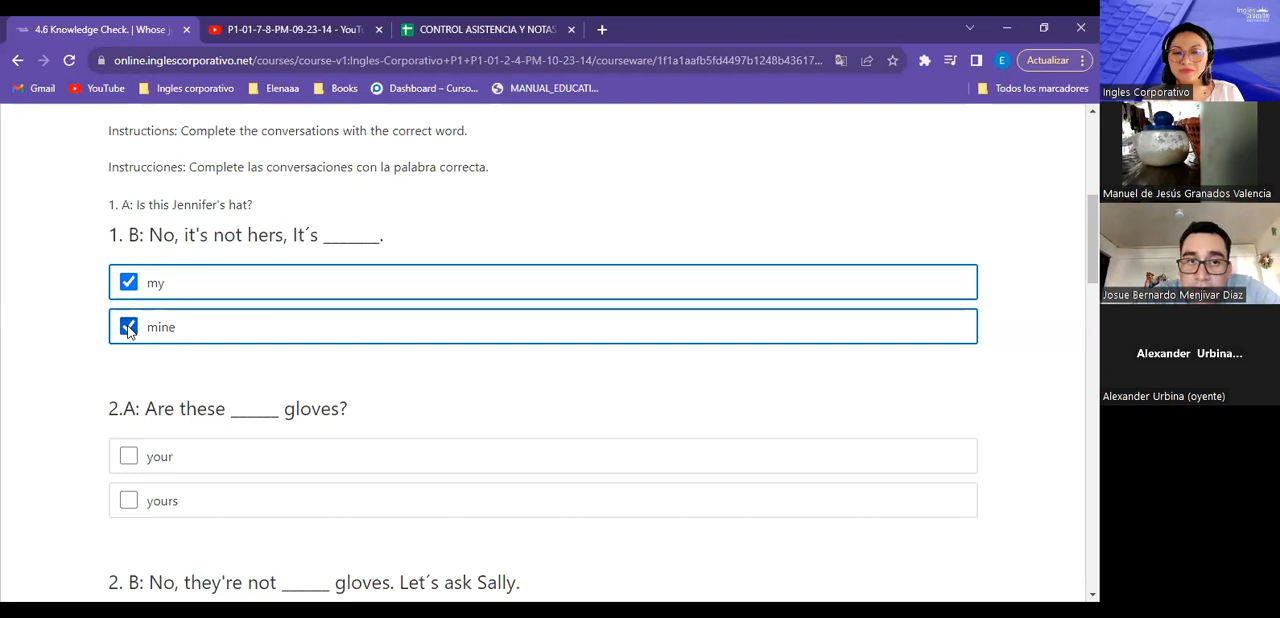 4.6 Knowledge Check. | Whose j
P1-01-7-8-PM-09-23-14 - YouTu
CONTROL ASISTENCIA Y NOTAS
online.inglescorporativo.net/courses/course-v1:Ingles-Corporativo+P1+P1-01-2-4-PM-10-23-14/courseware/1f1a1aafb5fd4497b1248b43617...
E
Actualizar
Gmail
YouTube
Ingles corporativo
Elenaaa
Books
Dashboard – Curso...
MANUAL_EDUCATI...
Todos los marcadores
Instructions: Complete the conversations with the correct word.
Instrucciones: Complete las conversaciones con la palabra correcta.
1. A: Is this Jennifer's hat?
1. B: No, it's not hers, It´s _______.
my
mine
2.A: Are these ______ gloves?
your
yours
2. B: No, they're not ______ gloves. Let´s ask Sally.
Ingles Corporativo
Manuel de Jesús Granados Valencia
Josue Bernardo Menjivar Diaz
Alexander Urbina...
Alexander Urbina (oyente)